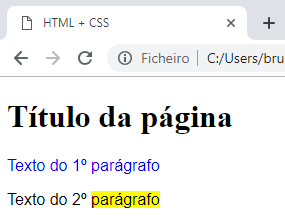 HTML + CSS
Ficheiro | C:/Users/bru
Título da página
Texto do 1º parágrafo
Texto do 2º parágrafo